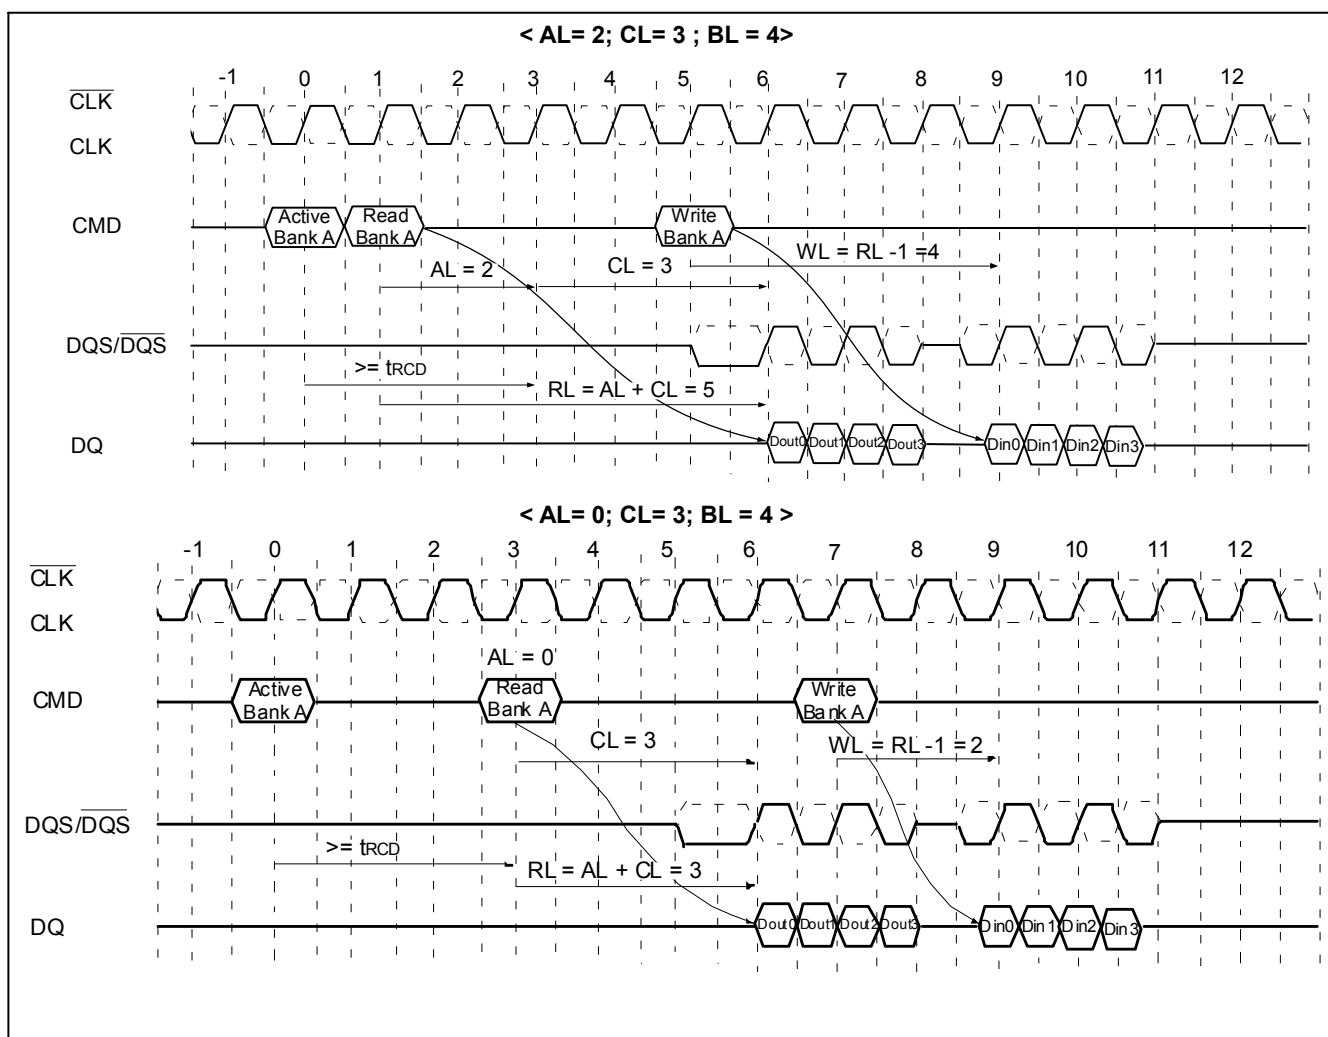 < AL= 2; CL= 3 ; BL = 4>
-1 0 1 2 3 4 5 6 7 8 9 10 11 12
CLK
CLK
CMD
Active
Bank A
Read
Bank A
Write
Bank A
WL = RL -1 =4
AL = 2
CL = 3
DQS/DQS
>= tRCD
RL = AL + CL = 5
DQ
Dout0 Dout1 Dout2 Dout3
Din0 Din1 Din2 Din3
< AL= 0; CL= 3; BL = 4 >
-1 0 1 2 3 4 5 6 7 8 9 10 11 12
CLK
CLK
AL = 0
CMD
Active
Bank A
Read
Bank A
Write
Bank A
CL = 3
WL = RL -1 = 2
DQS/DQS
>= tRCD
RL = AL + CL = 3
DQ
Dout0 Dout1 Dout2 Dout3
Din0 Din1 Din2 Din3